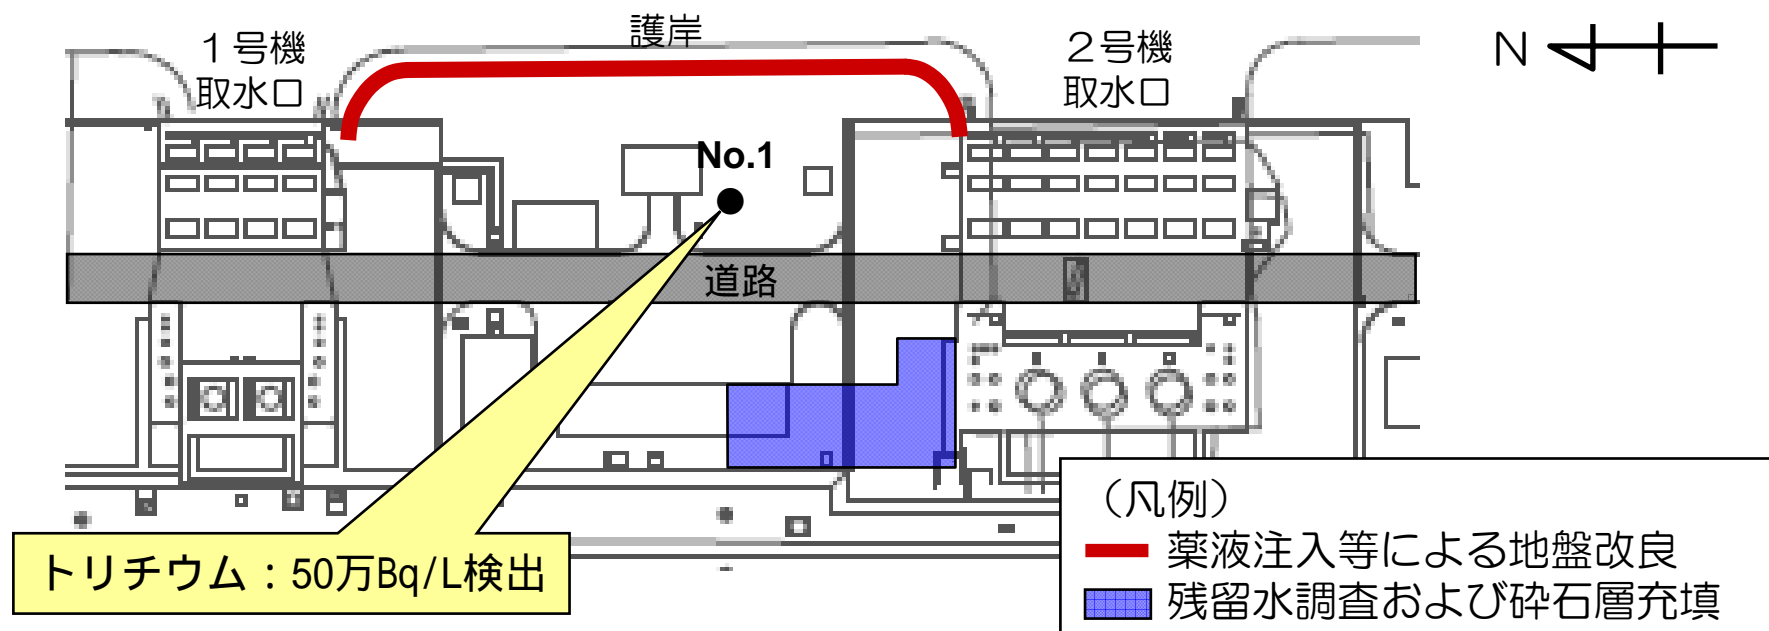 1号機
取水口
護岸
2号機
取水口
N
No.1
道路
トリチウム：50万Bq/L検出
（凡例）
薬液注入等による地盤改良
残留水調査および砕石層充填